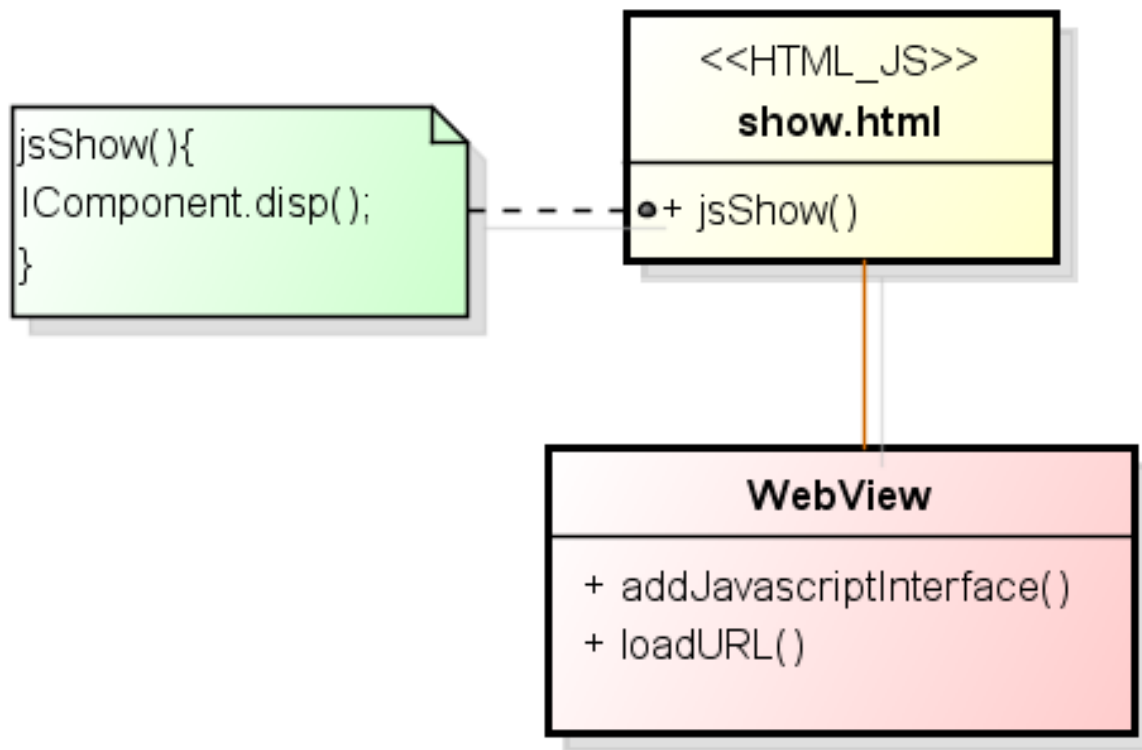 jsShow(){
IComponent.disp();
}
<<HTML_JS>>
show.html
+ jsShow()
WebView
+ addJavascriptInterface()
+ loadURL()